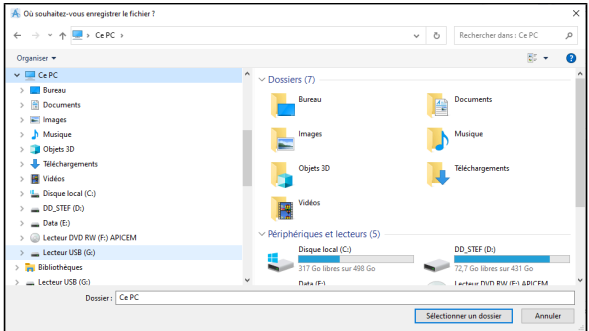 Où souhaitez-vous enregistrer le fichier ?
Ce PC
Rechercher dans : Ce PC
Organiser
Ce PC
Bureau
Documents
Images
Musique
Objets 3D
Téléchargements
Vidéos
Disque local (C:)
DD_STEF (D:)
Data (E:)
Lecteur DVD RW (F:) APICEM
Lecteur USB (G:)
Bibliothèques
Lecteur USB (G:)
Dossiers (7)
Bureau
Documents
Images
Musique
Objets 3D
Téléchargements
Vidéos
Périphériques et lecteurs (5)
Disque local (C:)
317 Go libres sur 498 Go
DD_STEF (D:)
72,7 Go libres sur 431 Go
Data (E:)
Lecteur DVD RW (F:) APICEM
Dossier : Ce PC
Sélectionner un dossier
Annuler